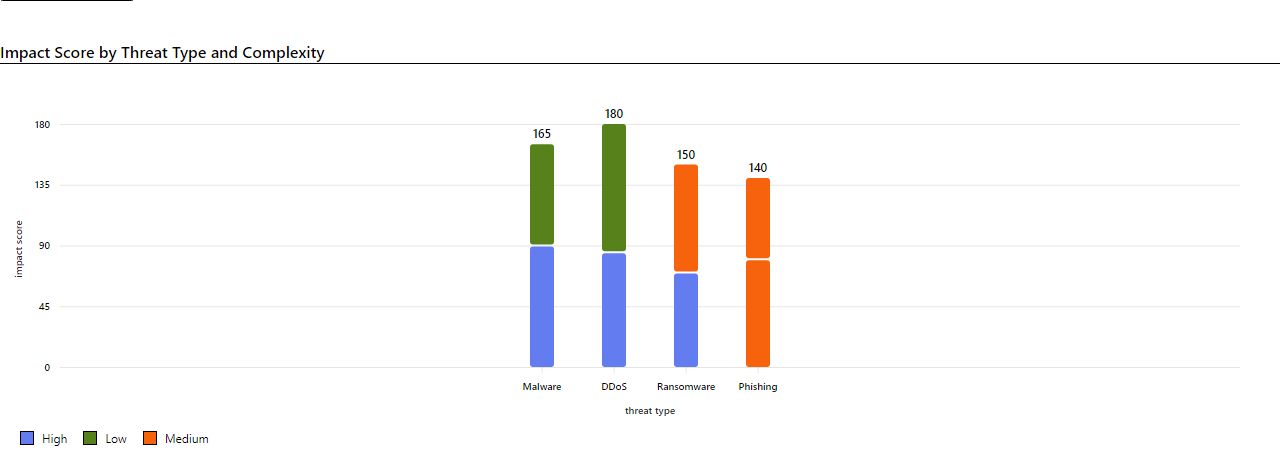 Impact Score by Threat Type and Complexity
180
165
180
150
140
135
90
45
0
impact score
Malware DDoS Ransomware Phishing
threat type
High Low Medium